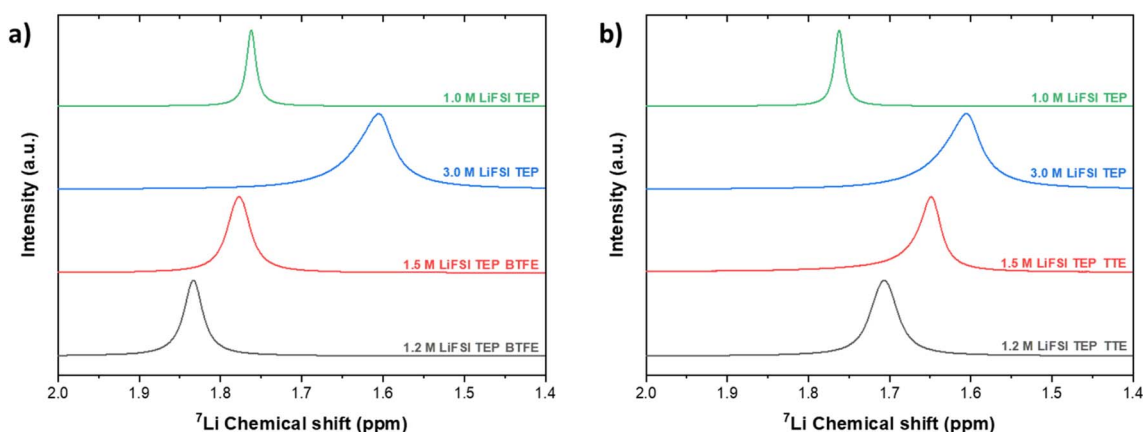 a)
Intensity (a.u.)
1.0 M LiFSI TEP
3.0 M LiFSI TEP
1.5 M LiFSI TEP BTFE
1.2 M LiFSI TEP BTFE
2.0 1.9 1.8 1.7 1.6 1.5 1.4
7Li Chemical shift (ppm)
b)
Intensity (a.u.)
1.0 M LiFSI TEP
3.0 M LiFSI TEP
1.5 M LiFSI TEP TTE
1.2 M LiFSI TEP TTE
2.0 1.9 1.8 1.7 1.6 1.5 1.4
7Li Chemical shift (ppm)